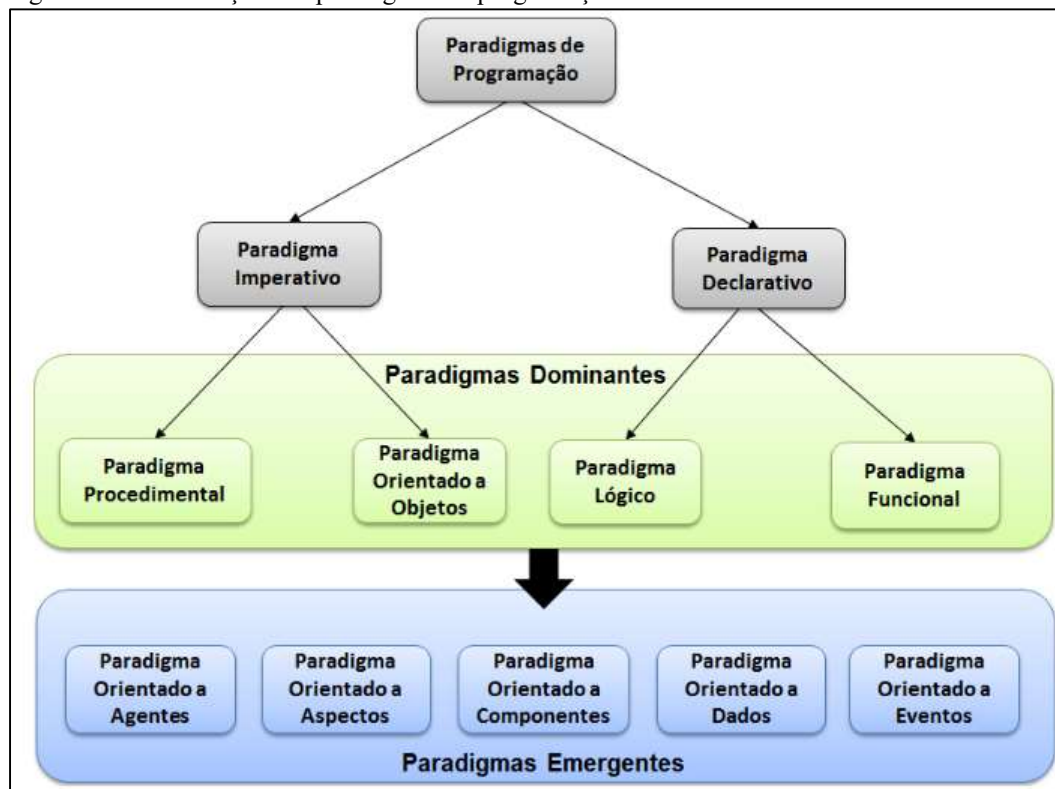 Paradigmas de
Programação
Paradigma
Imperativo
Paradigma
Declarativo
Paradigmas Dominantes
Paradigma
Procedimental
Paradigma
Orientado a
Objetos
Paradigma
Lógico
Paradigma
Funcional
Paradigma
Orientado a
Agentes
Paradigma
Orientado a
Aspectos
Paradigma
Orientado a
Componentes
Paradigma
Orientado a
Dados
Paradigma
Orientado a
Eventos
Paradigmas Emergentes